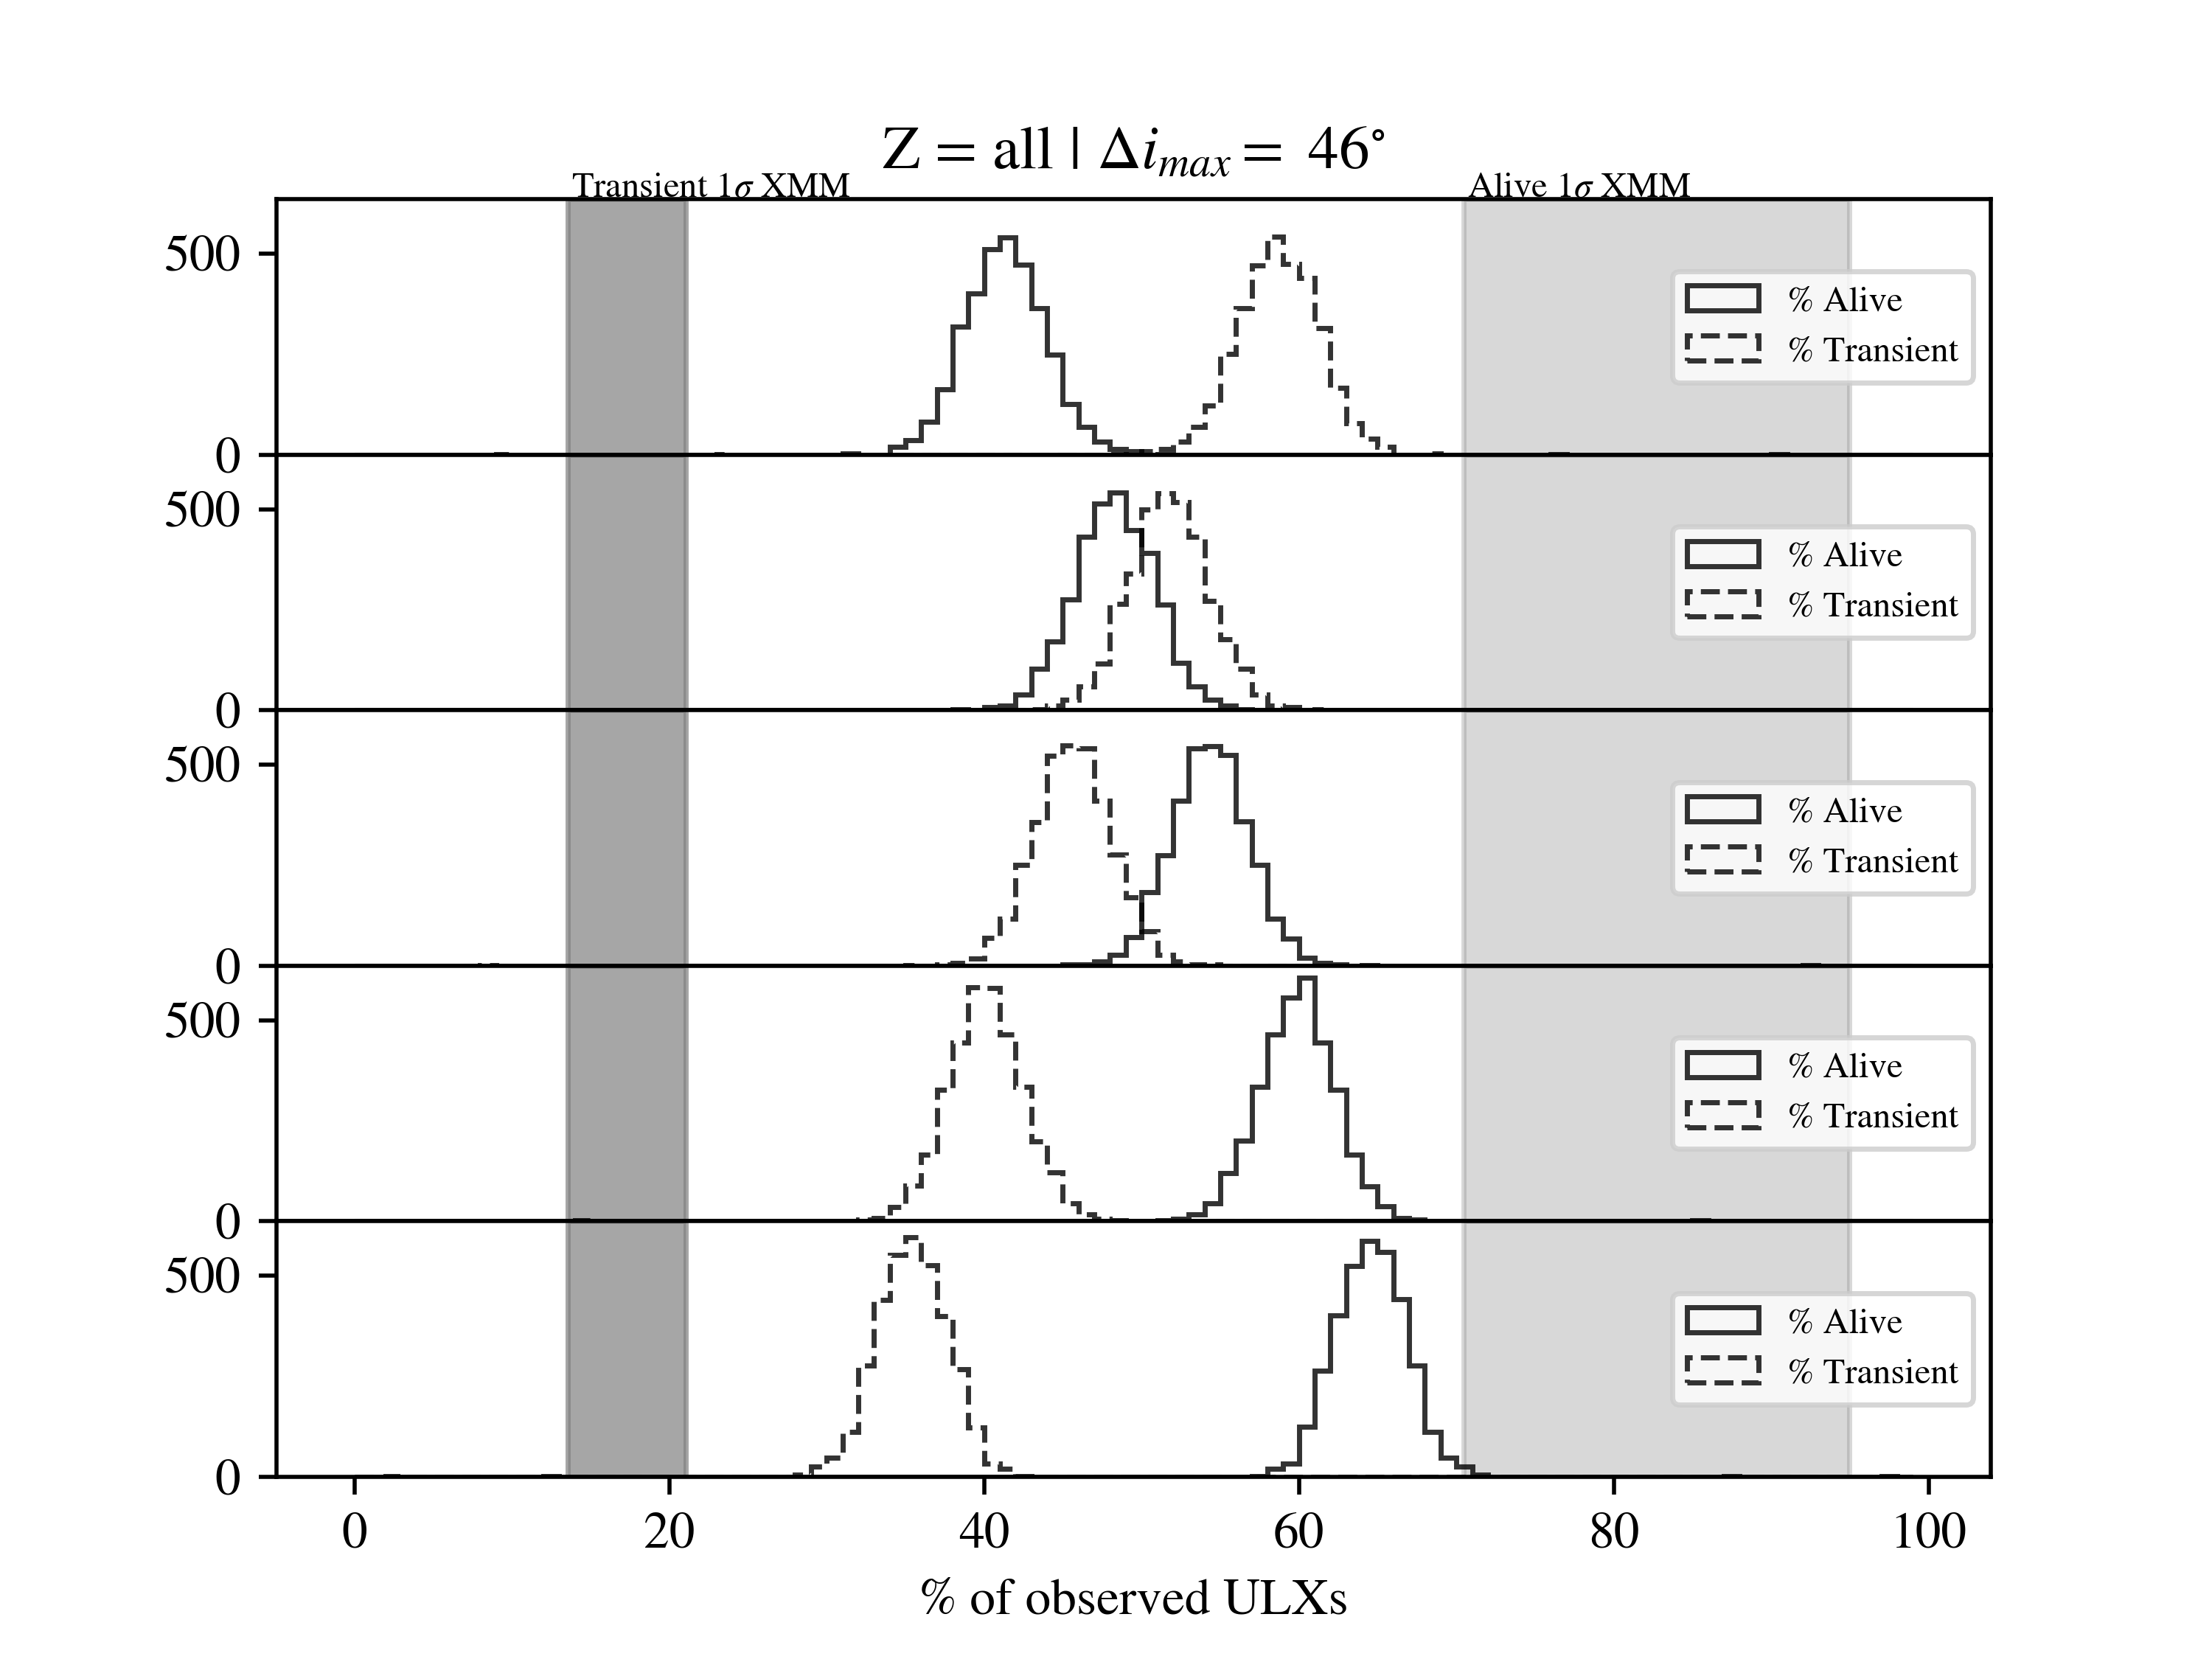 Z = all | Δi_max = 46°
Transient 1σ XMM
Alive 1σ XMM
500
0
% Alive
% Transient
500
0
% Alive
% Transient
500
0
% Alive
% Transient
500
0
% Alive
% Transient
500
0
% Alive
% Transient
0 20 40 60 80 100
% of observed ULXs